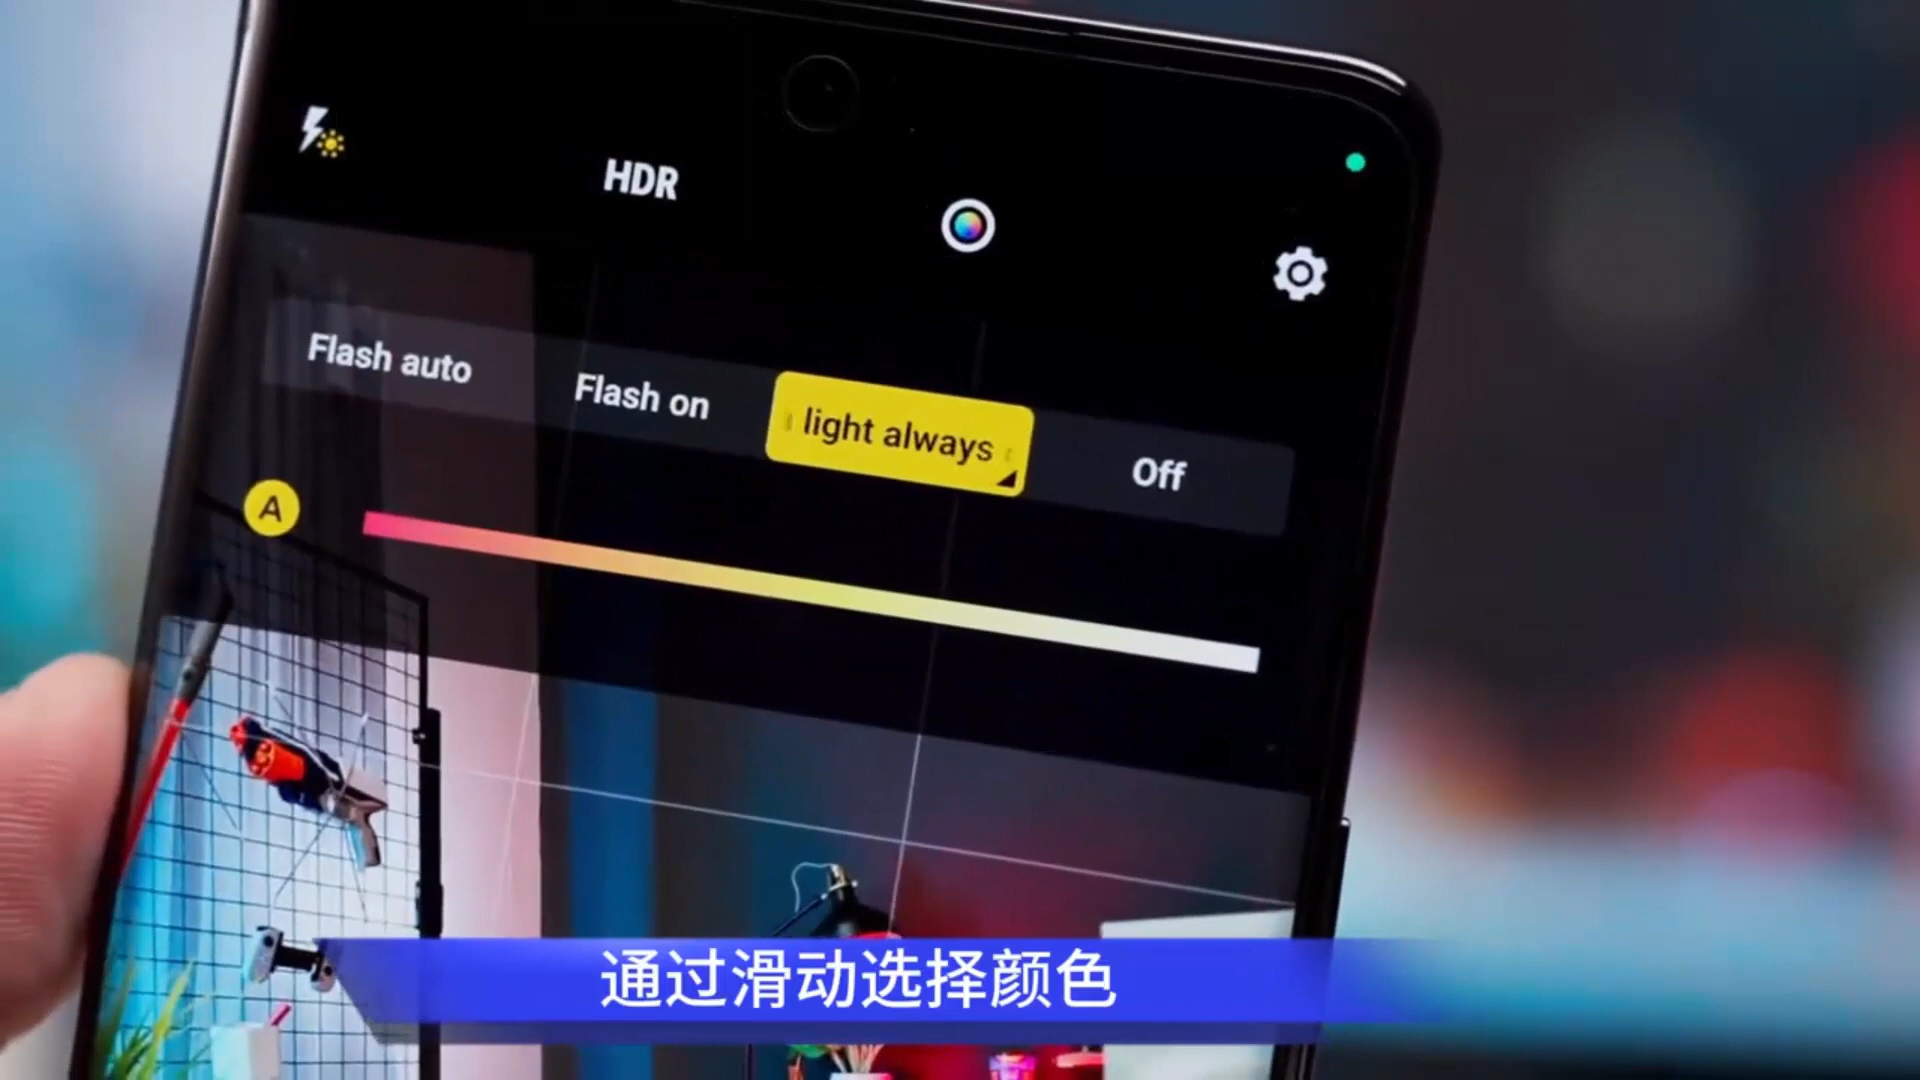 HDR
Flash auto
Flash on
light always
Off
A
通过滑动选择颜色